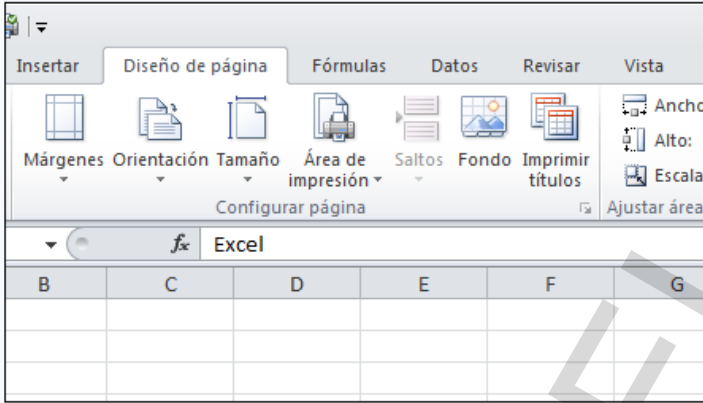 Insertar Diseño de página Fórmulas Datos Revisar Vista
Márgenes Orientación Tamaño Área de impresión Saltos Fondo Imprimir títulos
Ancho
Alto:
Escala
Configurar página Ajustar área
fx Excel
B C D E F G